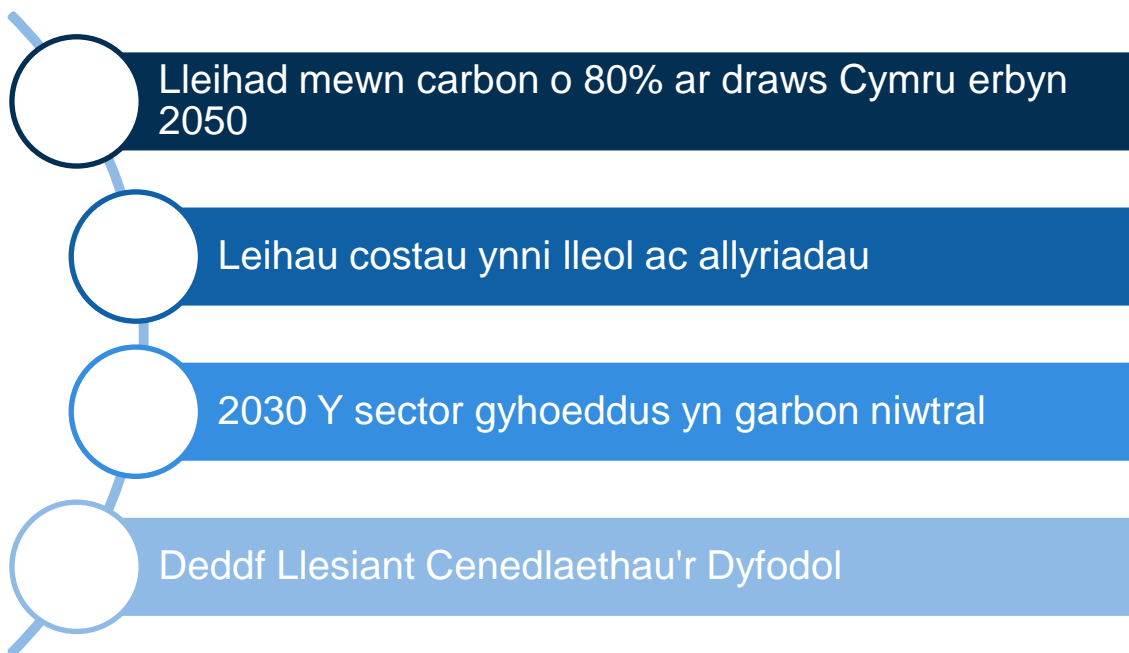 Lleihad mewn carbon o 80% ar draws Cymru erbyn
2050
Leihau costau ynni lleol ac allyriadau
2030 Y sector gyhoeddus yn garbon niwtral
Deddf Llesiant Cenedlaethau'r Dyfodol